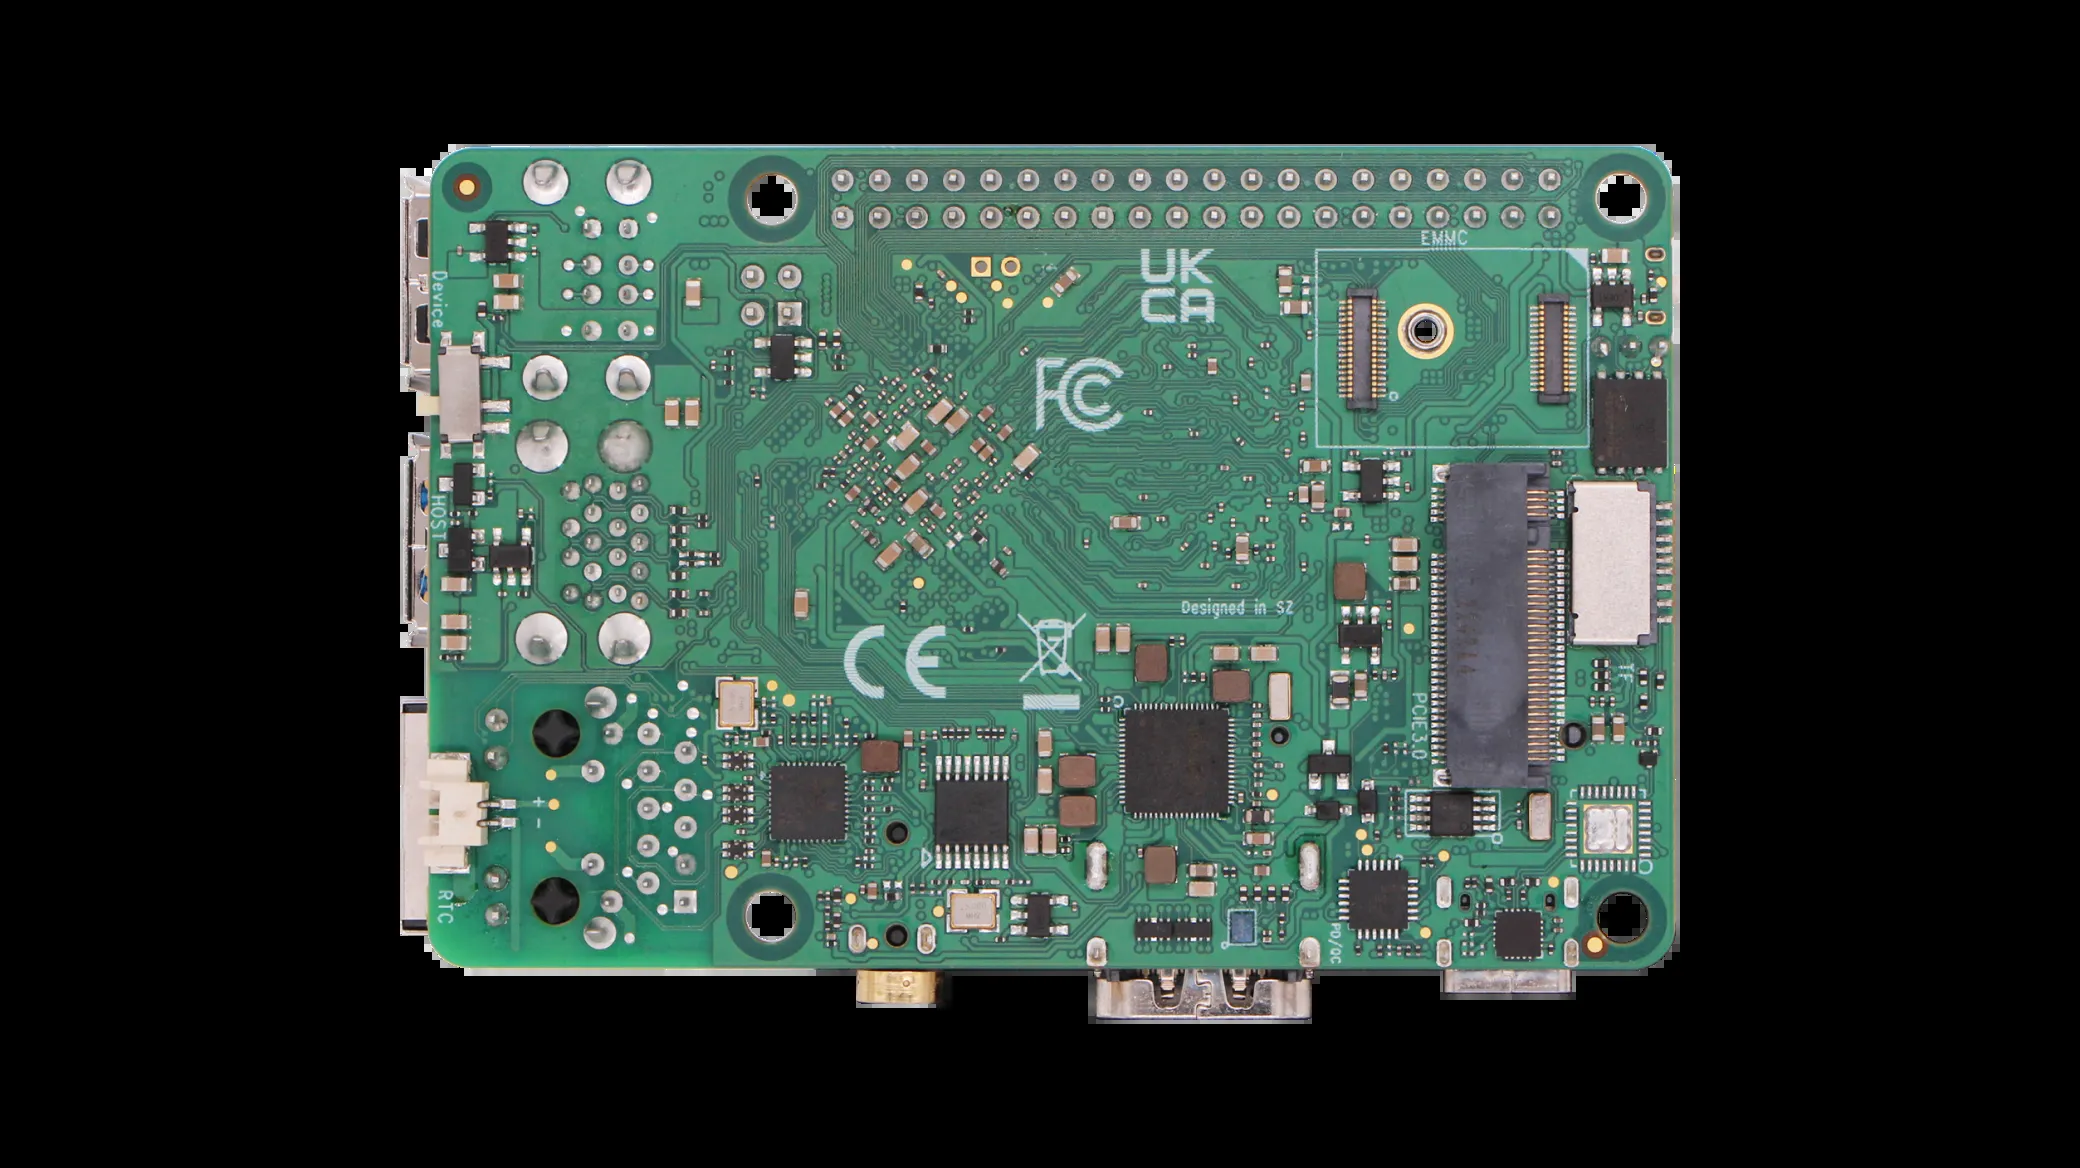 EMMC
UK
CA
FC
Device
HOST
Designed in SZ
CE
PCIE3.0
TF
+
-
RTC
PD/QC